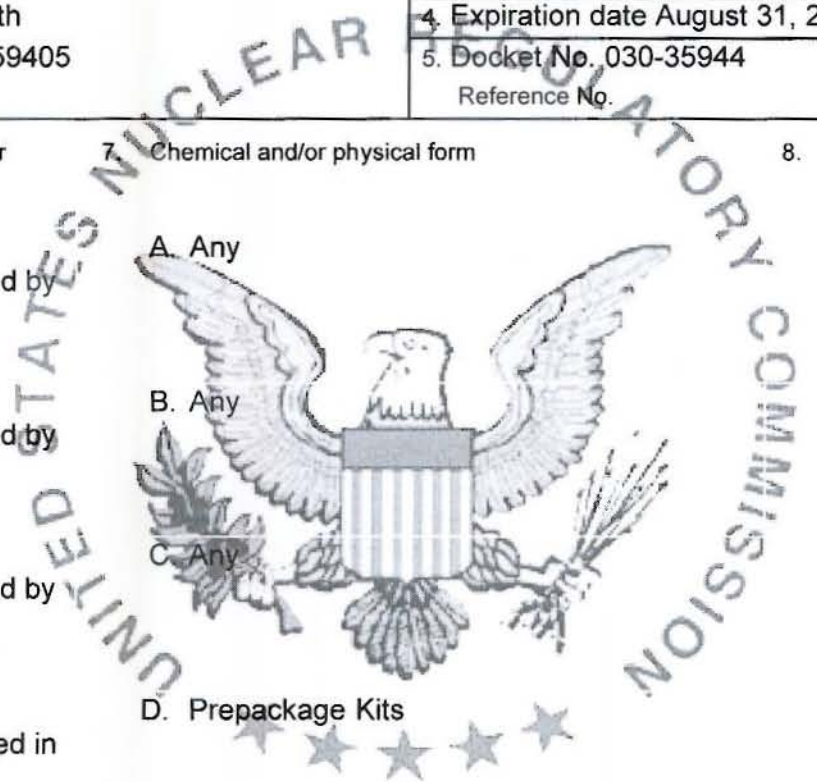 th
59405
4. Expiration date August 31, 2
5. Docket No. 030-35944
Reference No.
r
7. Chemical and/or physical form
8.
UNITED STATES NUCLEAR REGULATORY COMMISSION
A. Any
d by
B. Any
d by
C. Any
d by
D. Prepackage Kits
ed in